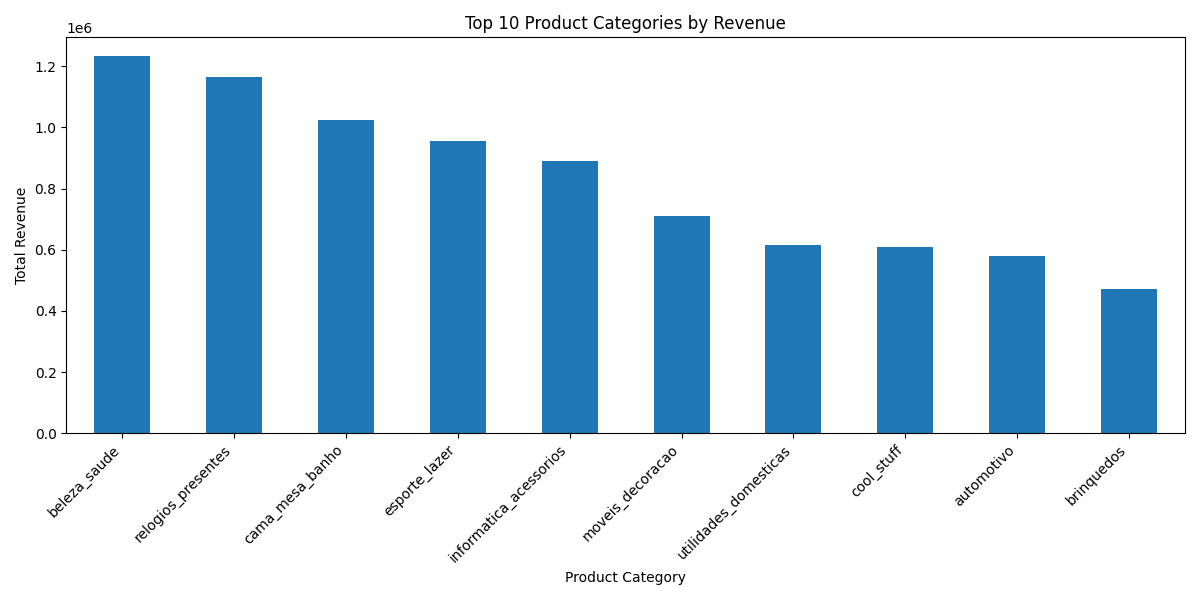 Top 10 Product Categories by Revenue
1e6
1.2
1.0
0.8
0.6
0.4
0.2
0.0
Total Revenue
beleza_saude
relogios_presentes
cama_mesa_banho
esporte_lazer
informatica_acessorios
moveis_decoracao
utilidades_domesticas
cool_stuff
automotivo
brinquedos
Product Category